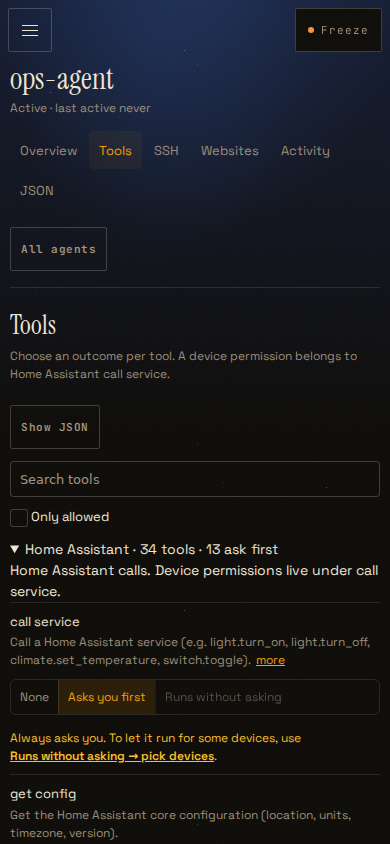 Freeze
ops-agent
Active · last active never
Overview Tools SSH Websites Activity
JSON
All agents
Tools
Choose an outcome per tool. A device permission belongs to
Home Assistant call service.
Show JSON
Search tools
Only allowed
▼ Home Assistant · 34 tools · 13 ask first
Home Assistant calls. Device permissions live under call
service.
call service
Call a Home Assistant service (e.g. light.turn_on, light.turn_off,
climate.set_temperature, switch.toggle). more
None Asks you first Runs without asking
Always asks you. To let it run for some devices, use
Runs without asking → pick devices.
get config
Get the Home Assistant core configuration (location, units,
timezone, version).